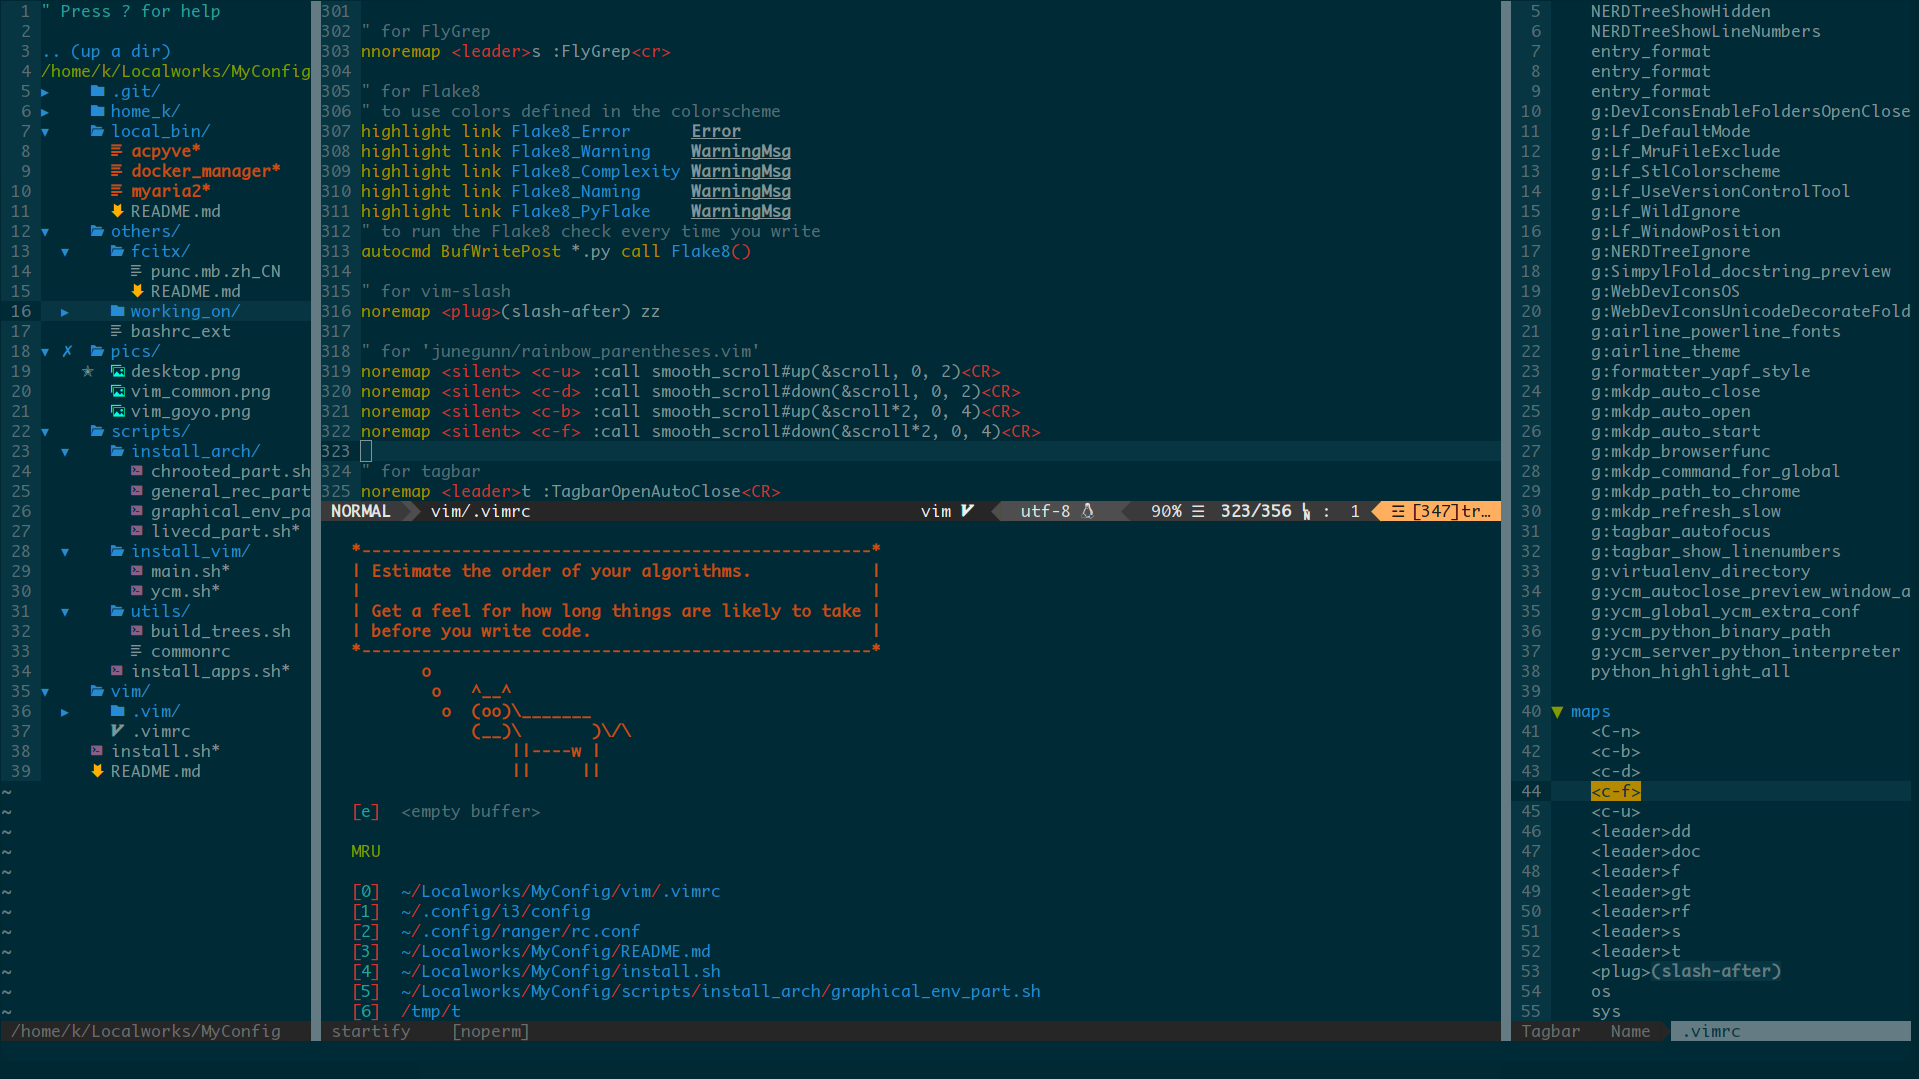 1 " Press ? for help
2
3 .. (up a dir)
4 /home/k/Localworks/MyConfig
5 ▸ .git/
6 ▸ home_k/
7 ▾ local_bin/
8 acpyve*
9 docker_manager*
10 myaria2*
11 README.md
12 ▾ others/
13 ▾ fcitx/
14 punc.mb.zh_CN
15 README.md
16 ▸ working_on/
17 bashrc_ext
18 ▾ ✗ pics/
19 ✭ desktop.png
20 vim_common.png
21 vim_goyo.png
22 ▾ scripts/
23 ▾ install_arch/
24 chrooted_part.sh
25 general_rec_part
26 graphical_env_pa
27 livecd_part.sh*
28 ▾ install_vim/
29 main.sh*
30 ycm.sh*
31 ▾ utils/
32 build_trees.sh
33 commonrc
34 install_apps.sh*
35 ▾ vim/
36 ▸ .vim/
37 .vimrc
38 install.sh*
39 README.md
~
~
~
~
~
~
~
~
~
~
~
~
/home/k/Localworks/MyConfig
301
302 " for FlyGrep
303 nnoremap <leader>s :FlyGrep<cr>
304
305 " for Flake8
306 " to use colors defined in the colorscheme
307 highlight link Flake8_Error      Error
308 highlight link Flake8_Warning    WarningMsg
309 highlight link Flake8_Complexity WarningMsg
310 highlight link Flake8_Naming     WarningMsg
311 highlight link Flake8_PyFlake    WarningMsg
312 " to run the Flake8 check every time you write
313 autocmd BufWritePost *.py call Flake8()
314
315 " for vim-slash
316 noremap <plug>(slash-after) zz
317
318 " for 'junegunn/rainbow_parentheses.vim'
319 noremap <silent> <c-u> :call smooth_scroll#up(&scroll, 0, 2)<CR>
320 noremap <silent> <c-d> :call smooth_scroll#down(&scroll, 0, 2)<CR>
321 noremap <silent> <c-b> :call smooth_scroll#up(&scroll*2, 0, 4)<CR>
322 noremap <silent> <c-f> :call smooth_scroll#down(&scroll*2, 0, 4)<CR>
323
324 " for tagbar
325 noremap <leader>t :TagbarOpenAutoClose<CR>
NORMAL vim/.vimrc vim utf-8 90% ☰ 323/356 : 1 ☲ [347]tr…
*---------------------------------------------------*
| Estimate the order of your algorithms.            |
|                                                   |
| Get a feel for how long things are likely to take |
| before you write code.                            |
*---------------------------------------------------*
       o
        o   ^__^
         o  (oo)\_______
            (__)\       )\/\
                ||----w |
                ||     ||
[e]  <empty buffer>
MRU
[0]  ~/Localworks/MyConfig/vim/.vimrc
[1]  ~/.config/i3/config
[2]  ~/.config/ranger/rc.conf
[3]  ~/Localworks/MyConfig/README.md
[4]  ~/Localworks/MyConfig/install.sh
[5]  ~/Localworks/MyConfig/scripts/install_arch/graphical_env_part.sh
[6]  /tmp/t
startify [noperm]
5 NERDTreeShowHidden
6 NERDTreeShowLineNumbers
7 entry_format
8 entry_format
9 entry_format
10 g:DevIconsEnableFoldersOpenClose
11 g:Lf_DefaultMode
12 g:Lf_MruFileExclude
13 g:Lf_StlColorscheme
14 g:Lf_UseVersionControlTool
15 g:Lf_WildIgnore
16 g:Lf_WindowPosition
17 g:NERDTreeIgnore
18 g:SimpylFold_docstring_preview
19 g:WebDevIconsOS
20 g:WebDevIconsUnicodeDecorateFold
21 g:airline_powerline_fonts
22 g:airline_theme
23 g:formatter_yapf_style
24 g:mkdp_auto_close
25 g:mkdp_auto_open
26 g:mkdp_auto_start
27 g:mkdp_browserfunc
28 g:mkdp_command_for_global
29 g:mkdp_path_to_chrome
30 g:mkdp_refresh_slow
31 g:tagbar_autofocus
32 g:tagbar_show_linenumbers
33 g:virtualenv_directory
34 g:ycm_autoclose_preview_window_a
35 g:ycm_global_ycm_extra_conf
36 g:ycm_python_binary_path
37 g:ycm_server_python_interpreter
38 python_highlight_all
39
40 ▼ maps
41 <C-n>
42 <c-b>
43 <c-d>
44 <c-f>
45 <c-u>
46 <leader>dd
47 <leader>doc
48 <leader>f
49 <leader>gt
50 <leader>rf
51 <leader>s
52 <leader>t
53 <plug>(slash-after)
54 os
55 sys
Tagbar Name .vimrc